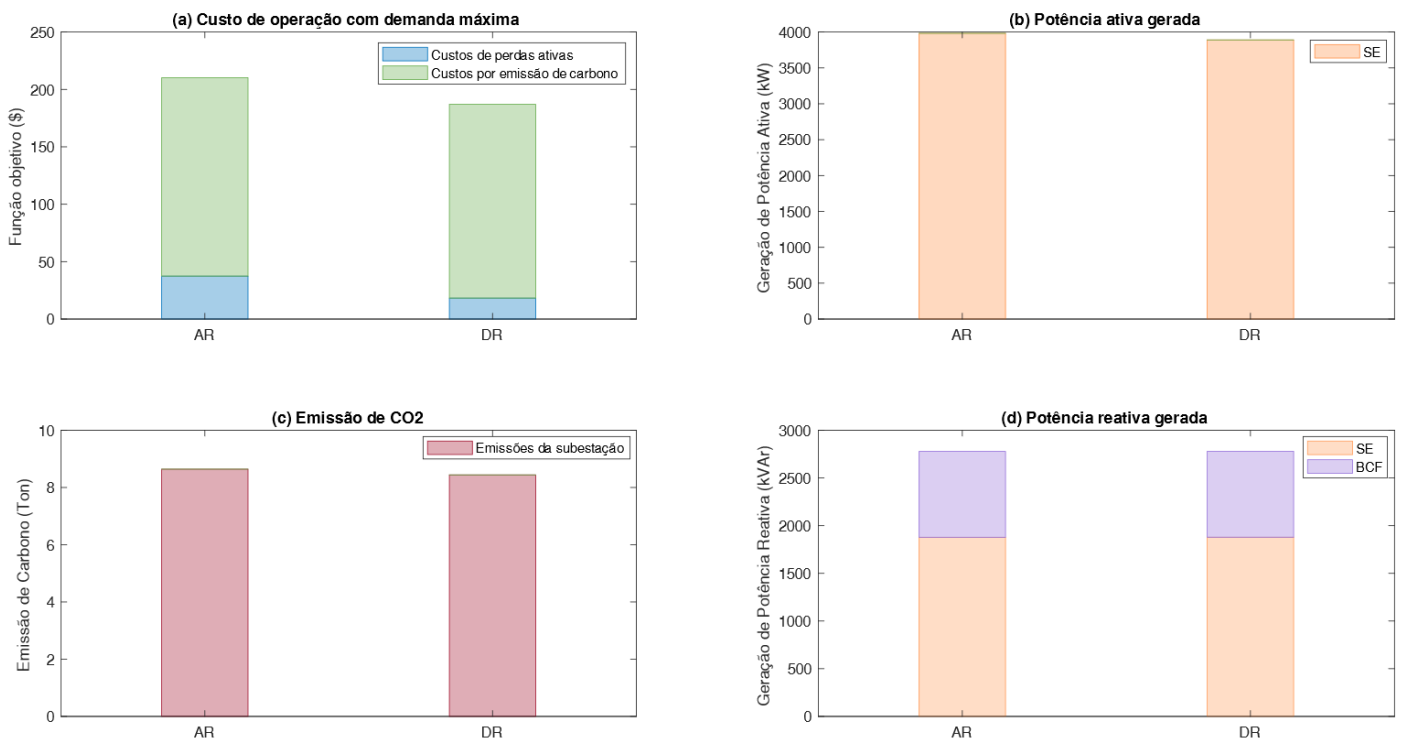 (a) Custo de operação com demanda máxima
250
200
150
100
50
0
Função objetivo ($)
Custos de perdas ativas
Custos por emissão de carbono
AR
DR
(b) Potência ativa gerada
4000
3500
3000
2500
2000
1500
1000
500
0
Geração de Potência Ativa (kW)
SE
AR
DR
(c) Emissão de CO2
10
8
6
4
2
0
Emissão de Carbono (Ton)
Emissões da subestação
AR
DR
(d) Potência reativa gerada
3000
2500
2000
1500
1000
500
0
Geração de Potência Reativa (kVAr)
SE
BCF
AR
DR